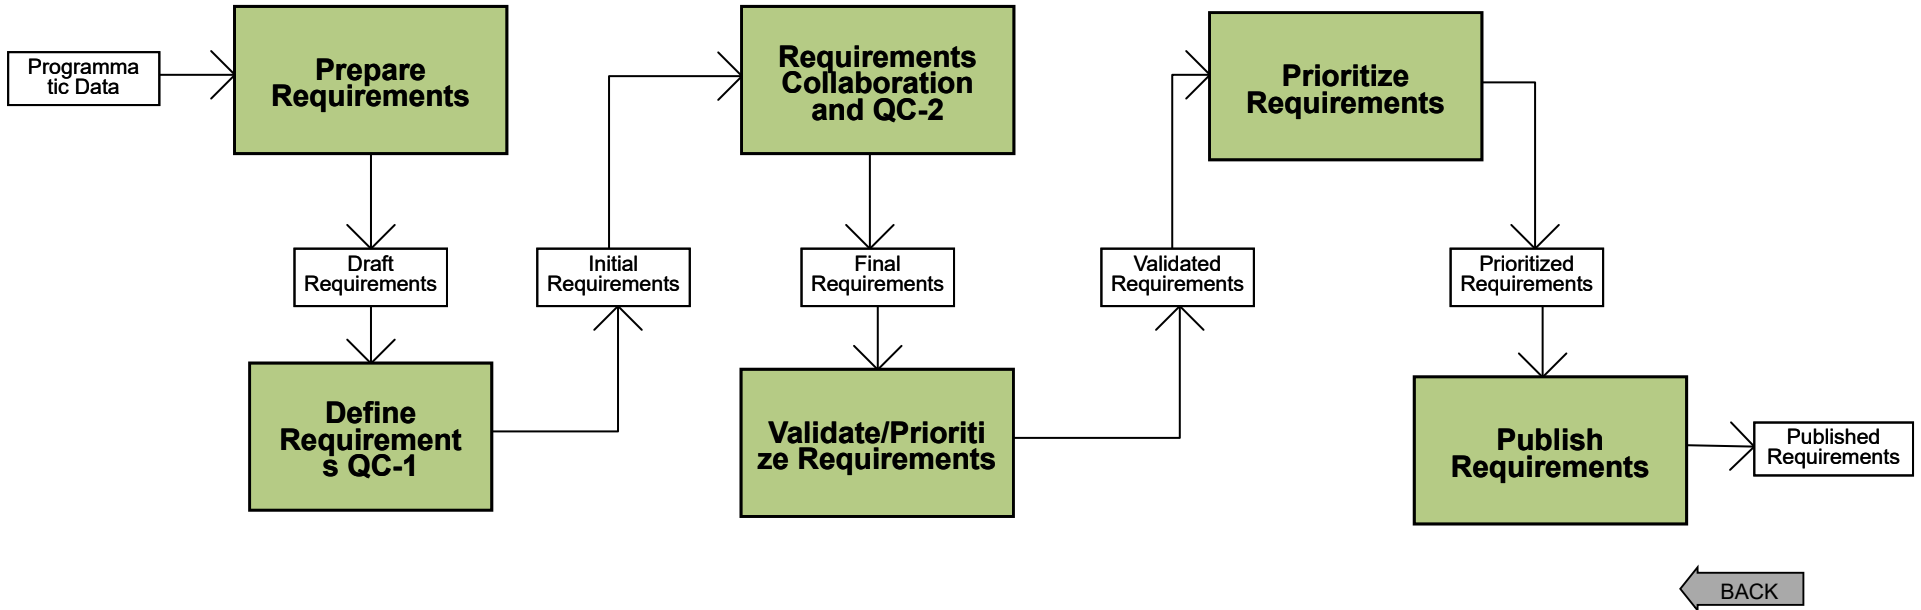 Programma
tic Data
Prepare
Requirements
Draft
Requirements
Define
Requirement
s QC-1
Initial
Requirements
Requirements
Collaboration
and QC-2
Final
Requirements
Validate/Prioriti
ze Requirements
Validated
Requirements
Prioritize
Requirements
Prioritized
Requirements
Publish
Requirements
Published
Requirements
BACK